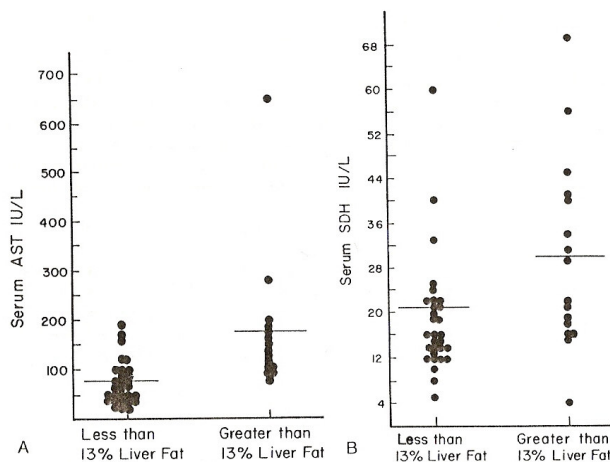 Serum AST IU/L
700
650
500
400
300
200
100
Less than
13% Liver Fat
Greater than
13% Liver Fat
A
Serum SDH IU/L
68
60
52
44
36
28
20
12
4
Less than
13% Liver Fat
Greater than
13% Liver Fat
B